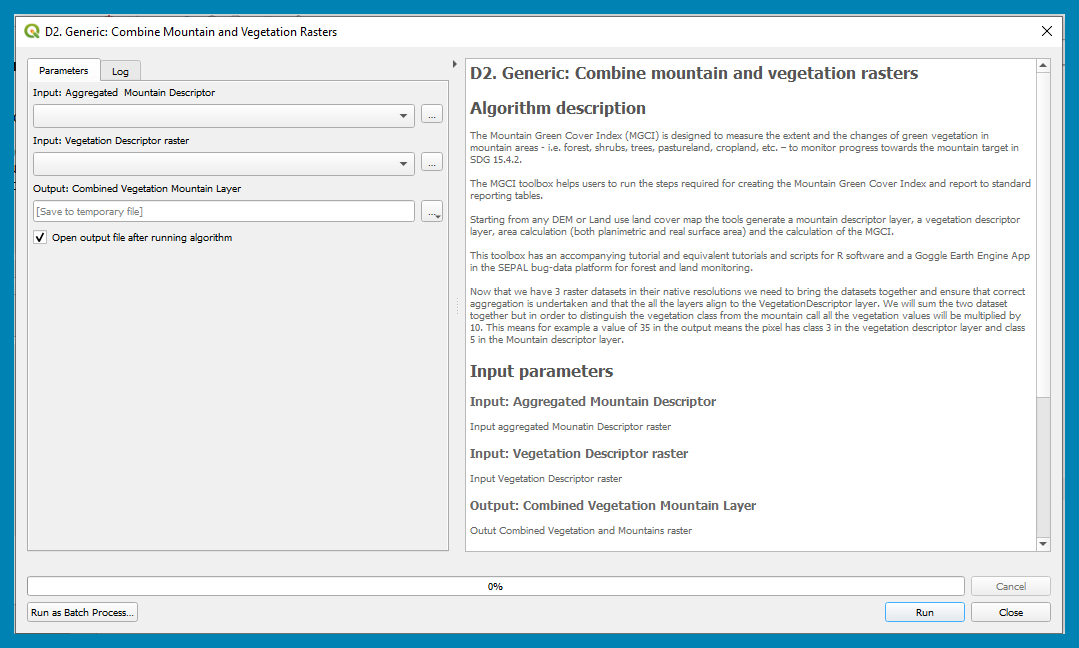 D2. Generic: Combine Mountain and Vegetation Rasters
Parameters
Log
Input: Aggregated  Mountain Descriptor
...
Input: Vegetation Descriptor raster
...
Output: Combined Vegetation Mountain Layer
[Save to temporary file]
...
Open output file after running algorithm
D2. Generic: Combine mountain and vegetation rasters
Algorithm description
The Mountain Green Cover Index (MGCI) is designed to measure the extent and the changes of green vegetation in
mountain areas - i.e. forest, shrubs, trees, pastureland, cropland, etc. – to monitor progress towards the mountain target in
SDG 15.4.2.
The MGCI toolbox helps users to run the steps required for creating the Mountain Green Cover Index and report to standard
reporting tables.
Starting from any DEM or Land use land cover map the tools generate a mountain descriptor layer, a vegetation descriptor
layer, area calculation (both planimetric and real surface area) and the calculation of the MGCI.
This toolbox has an accompanying tutorial and equivalent tutorials and scripts for R software and a Goggle Earth Engine App
in the SEPAL bug-data platform for forest and land monitoring.
Now that we have 3 raster datasets in their native resolutions we need to bring the datasets together and ensure that correct
aggregation is undertaken and that the all the layers align to the VegetationDescriptor layer. We will sum the two dataset
together but in order to distinguish the vegetation class from the mountain call all the vegetation values will be multiplied by
10. This means for example a value of 35 in the output means the pixel has class 3 in the vegetation descriptor layer and class
5 in the Mountain descriptor layer.
Input parameters
Input: Aggregated Mountain Descriptor
Input aggregated Mounatin Descriptor raster
Input: Vegetation Descriptor raster
Input Vegetation Descriptor raster
Output: Combined Vegetation Mountain Layer
Outut Combined Vegetation and Mountains raster
0%
Cancel
Run as Batch Process...
Run
Close